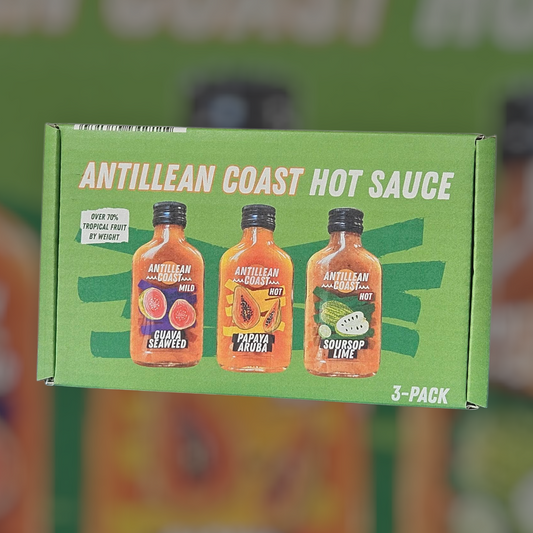 ANTILLEAN COAST HOT SAUCE
OVER 70%
TROPICAL FRUIT
BY WEIGHT
ANTILLEAN
COAST
MILD
GUAVA
SEAWEED
ANTILLEAN
COAST
HOT
PAPAYA
ARUBA
ANTILLEAN
COAST
HOT
SOURSOP
LIME
3-PACK